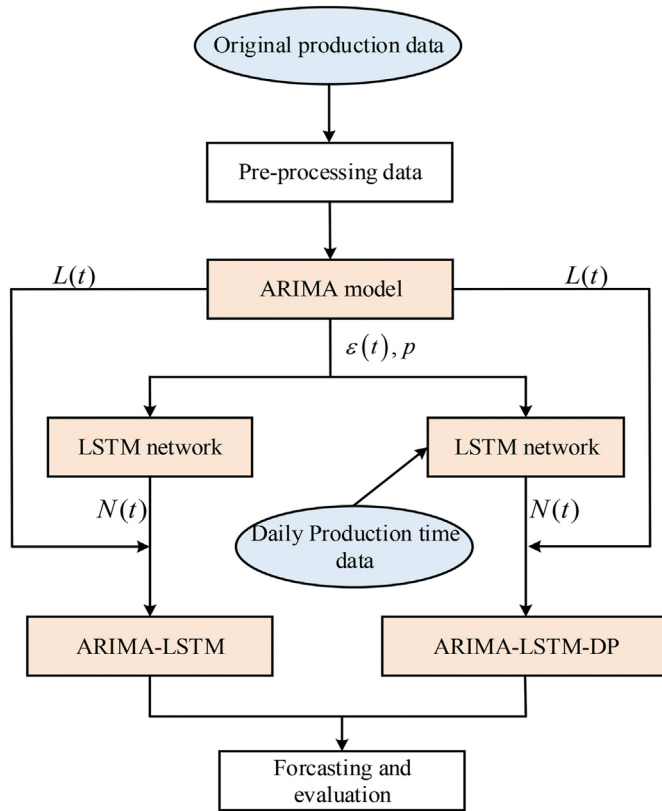 Original production data
Pre-processing data
L(t)
ARIMA model
L(t)
ε(t), p
LSTM network
LSTM network
N(t)
Daily Production time
data
N(t)
ARIMA-LSTM
ARIMA-LSTM-DP
Forcasting and
evaluation